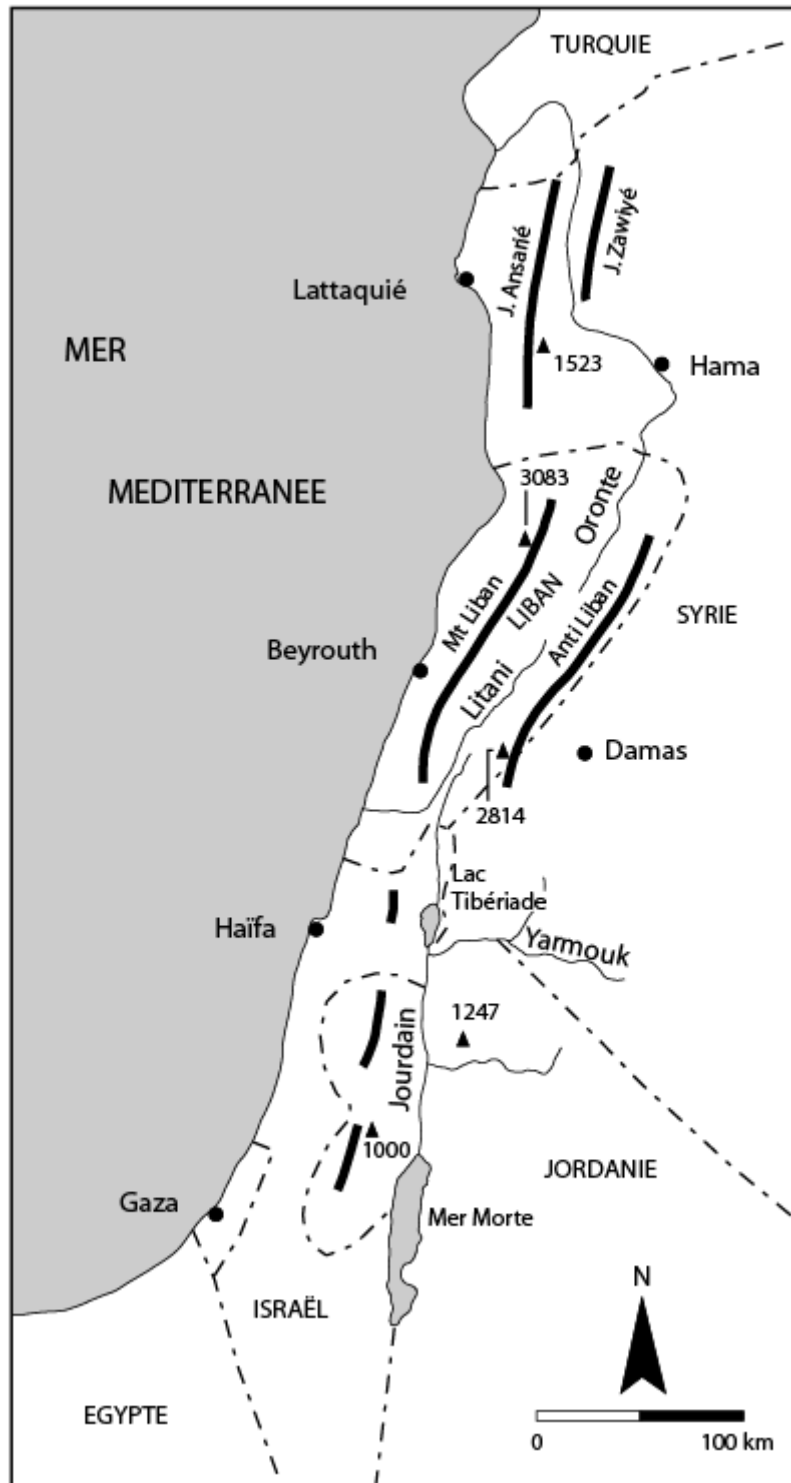 TURQUIE
J. Ansarié
J. Zawiyé
Lattaquié
MER
1523
Hama
MEDITERRANEE
3083
Oronte
Mt Liban
LIBAN
Anti Liban
SYRIE
Beyrouth
Litani
Damas
2814
Lac
Tibériade
Haïfa
Yarmouk
1247
Jourdain
1000
JORDANIE
Gaza
Mer Morte
N
ISRAËL
EGYPTE
0
100 km